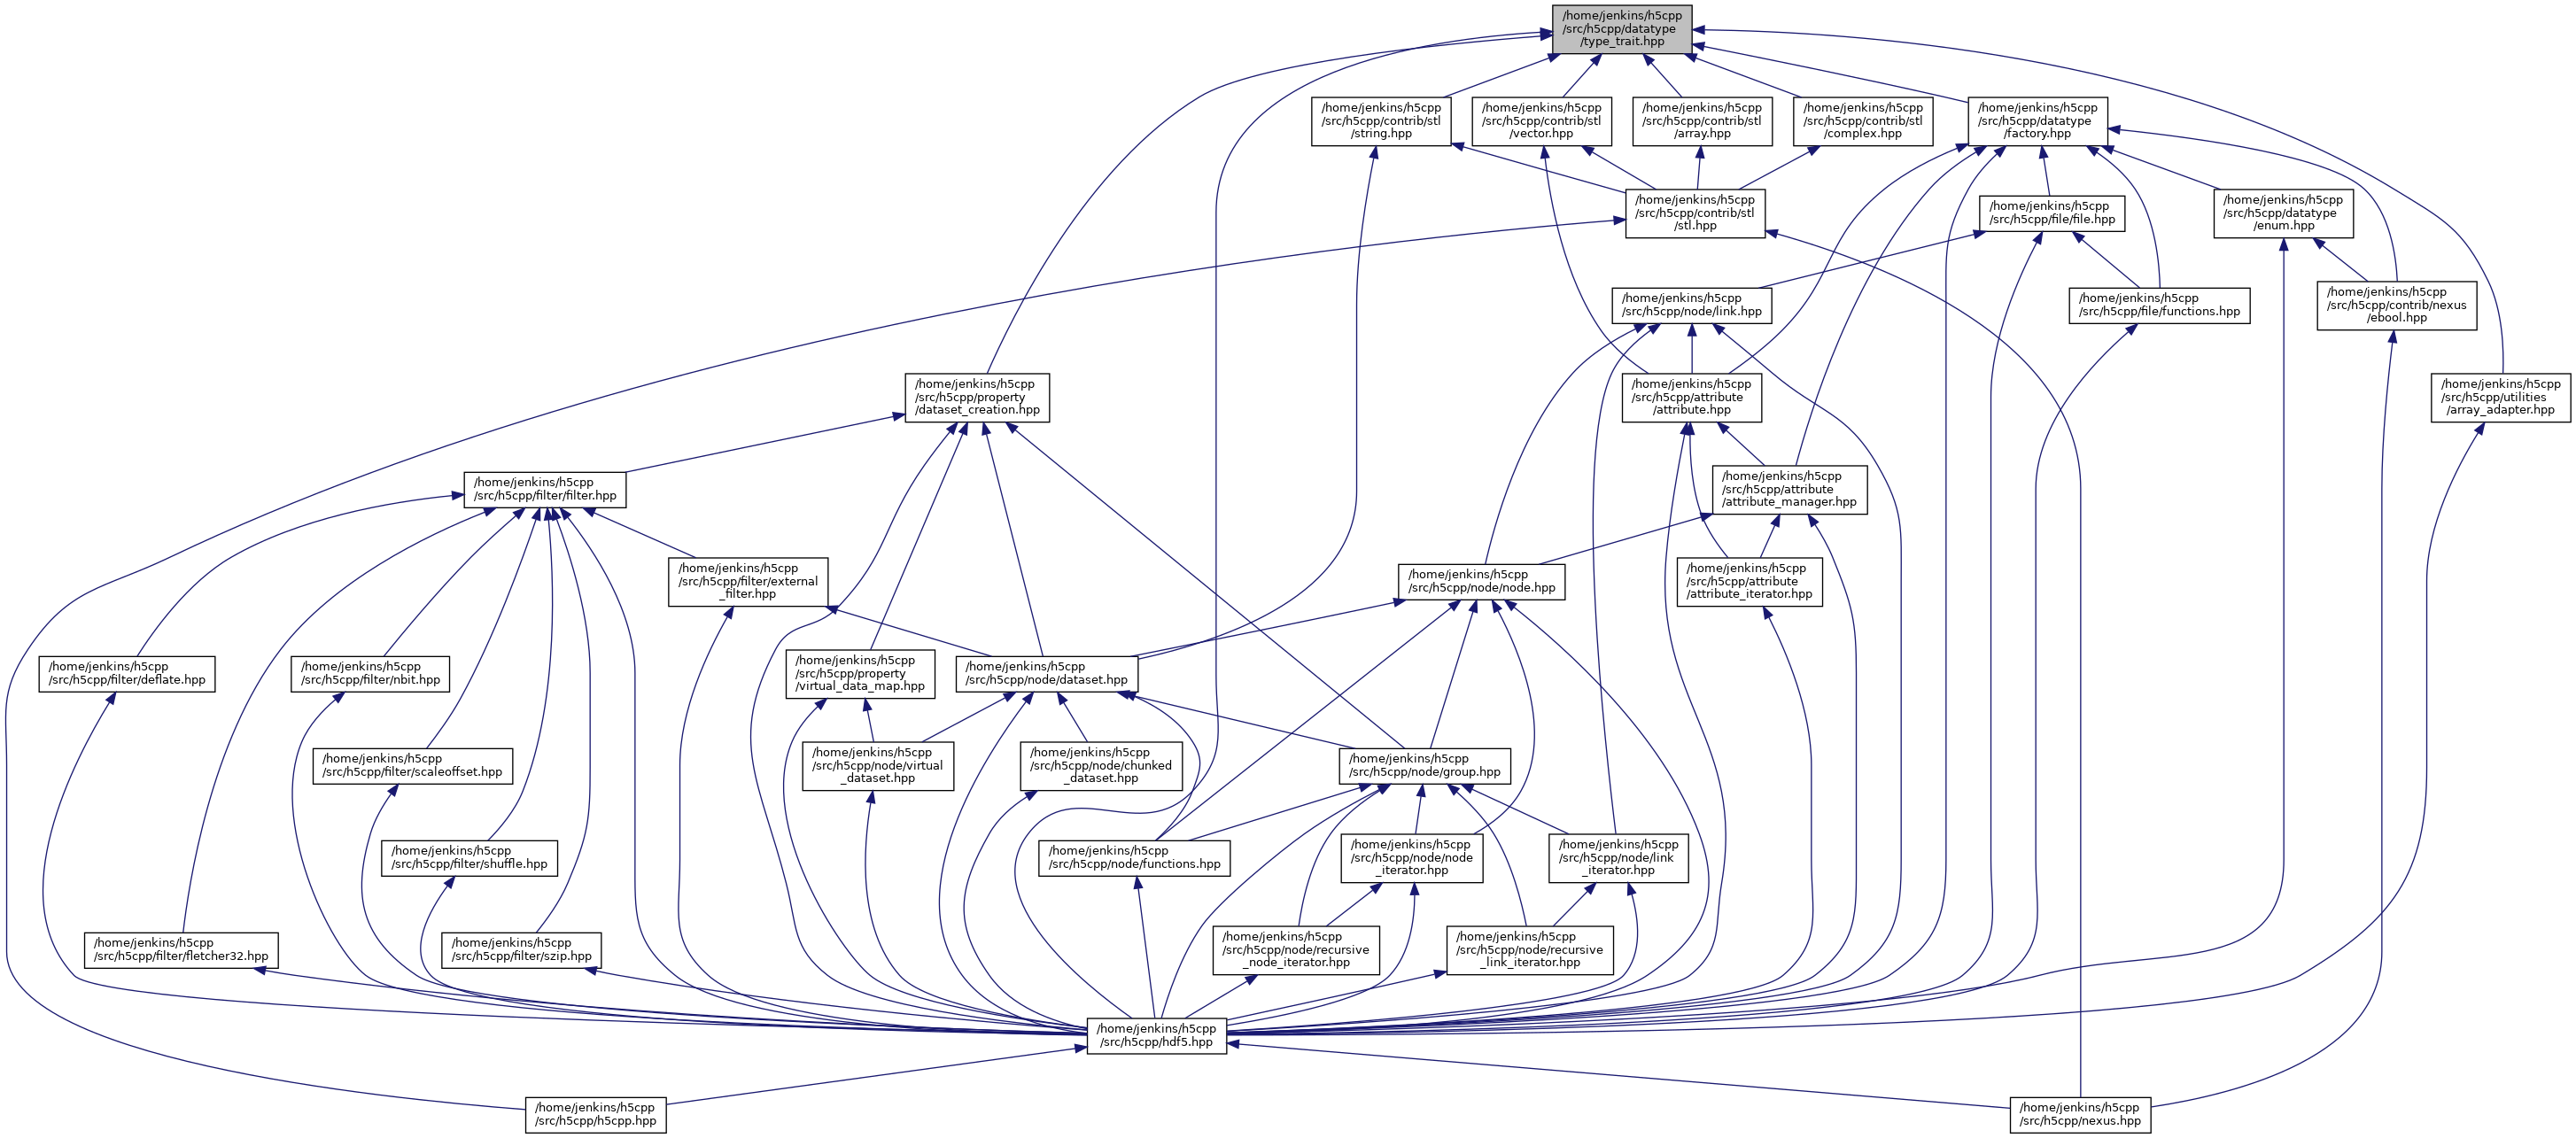 /home/jenkins/h5cpp
/src/h5cpp/datatype
/type_trait.hpp
/home/jenkins/h5cpp
/src/h5cpp/contrib/stl
/string.hpp
/home/jenkins/h5cpp
/src/h5cpp/contrib/stl
/vector.hpp
/home/jenkins/h5cpp
/src/h5cpp/contrib/stl
/array.hpp
/home/jenkins/h5cpp
/src/h5cpp/contrib/stl
/complex.hpp
/home/jenkins/h5cpp
/src/h5cpp/datatype
/factory.hpp
/home/jenkins/h5cpp
/src/h5cpp/contrib/stl
/stl.hpp
/home/jenkins/h5cpp
/src/h5cpp/file/file.hpp
/home/jenkins/h5cpp
/src/h5cpp/datatype
/enum.hpp
/home/jenkins/h5cpp
/src/h5cpp/node/link.hpp
/home/jenkins/h5cpp
/src/h5cpp/file/functions.hpp
/home/jenkins/h5cpp
/src/h5cpp/contrib/nexus
/ebool.hpp
/home/jenkins/h5cpp
/src/h5cpp/property
/dataset_creation.hpp
/home/jenkins/h5cpp
/src/h5cpp/attribute
/attribute.hpp
/home/jenkins/h5cpp
/src/h5cpp/utilities
/array_adapter.hpp
/home/jenkins/h5cpp
/src/h5cpp/filter/filter.hpp
/home/jenkins/h5cpp
/src/h5cpp/attribute
/attribute_manager.hpp
/home/jenkins/h5cpp
/src/h5cpp/filter/external
_filter.hpp
/home/jenkins/h5cpp
/src/h5cpp/node/node.hpp
/home/jenkins/h5cpp
/src/h5cpp/attribute
/attribute_iterator.hpp
/home/jenkins/h5cpp
/src/h5cpp/filter/deflate.hpp
/home/jenkins/h5cpp
/src/h5cpp/filter/nbit.hpp
/home/jenkins/h5cpp
/src/h5cpp/property
/virtual_data_map.hpp
/home/jenkins/h5cpp
/src/h5cpp/node/dataset.hpp
/home/jenkins/h5cpp
/src/h5cpp/filter/scaleoffset.hpp
/home/jenkins/h5cpp
/src/h5cpp/node/virtual
_dataset.hpp
/home/jenkins/h5cpp
/src/h5cpp/node/chunked
_dataset.hpp
/home/jenkins/h5cpp
/src/h5cpp/node/group.hpp
/home/jenkins/h5cpp
/src/h5cpp/filter/shuffle.hpp
/home/jenkins/h5cpp
/src/h5cpp/node/functions.hpp
/home/jenkins/h5cpp
/src/h5cpp/node/node
_iterator.hpp
/home/jenkins/h5cpp
/src/h5cpp/node/link
_iterator.hpp
/home/jenkins/h5cpp
/src/h5cpp/filter/fletcher32.hpp
/home/jenkins/h5cpp
/src/h5cpp/filter/szip.hpp
/home/jenkins/h5cpp
/src/h5cpp/node/recursive
_node_iterator.hpp
/home/jenkins/h5cpp
/src/h5cpp/node/recursive
_link_iterator.hpp
/home/jenkins/h5cpp
/src/h5cpp/hdf5.hpp
/home/jenkins/h5cpp
/src/h5cpp/h5cpp.hpp
/home/jenkins/h5cpp
/src/h5cpp/nexus.hpp